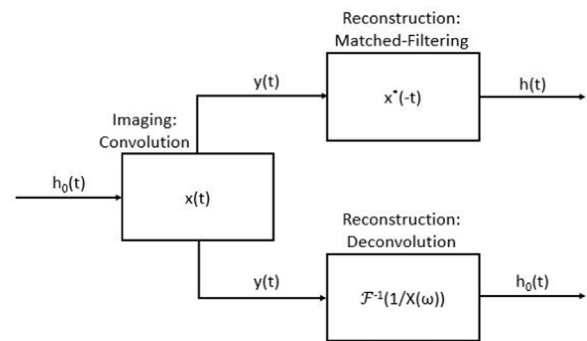 Reconstruction:
Matched-Filtering
y(t)
x*(-t)
h(t)
Imaging:
Convolution
h₀(t)
x(t)
Reconstruction:
Deconvolution
y(t)
ℱ⁻¹(1/X(ω))
h₀(t)